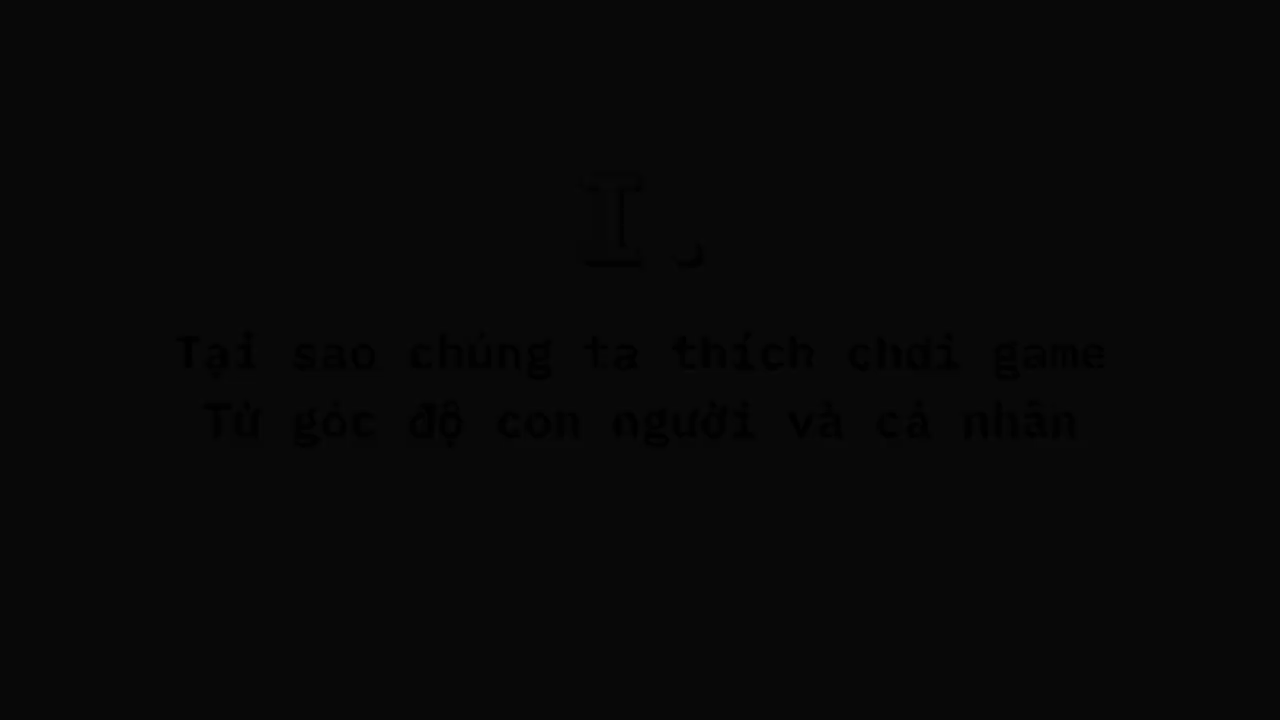 I.
Tại sao chúng ta thích chơi game
Từ góc độ con người và cá nhân